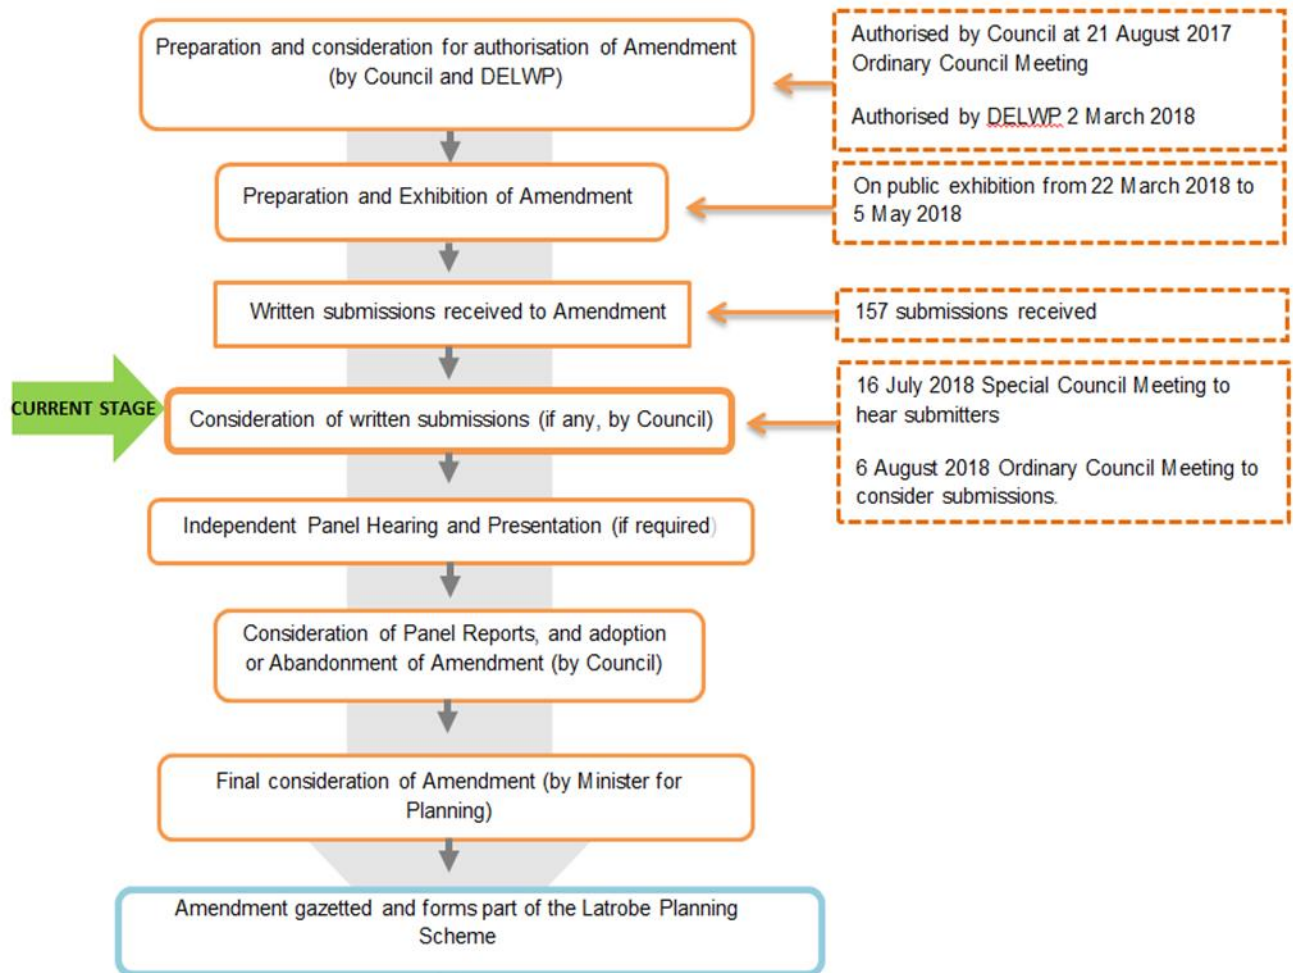 Preparation and consideration for authorisation of Amendment
(by Council and DELWP)
Authorised by Council at 21 August 2017
Ordinary Council Meeting
Authorised by DELWP 2 March 2018
Preparation and Exhibition of Amendment
On public exhibition from 22 March 2018 to
5 May 2018
Written submissions received to Amendment
157 submissions received
CURRENT STAGE
Consideration of written submissions (if any, by Council)
16 July 2018 Special Council Meeting to
hear submitters
6 August 2018 Ordinary Council Meeting to
consider submissions.
Independent Panel Hearing and Presentation (if required)
Consideration of Panel Reports, and adoption
or Abandonment of Amendment (by Council)
Final consideration of Amendment (by Minister for
Planning)
Amendment gazetted and forms part of the Latrobe Planning
Scheme